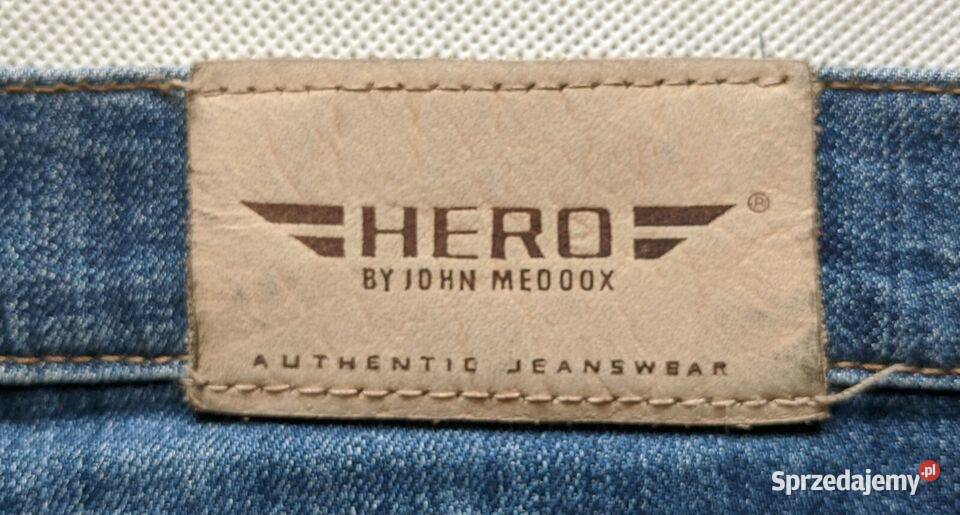 HERO ®
BY JOHN MEDOOX
AUTHENTIC JEANSWEAR
Sprzedajemy.pl